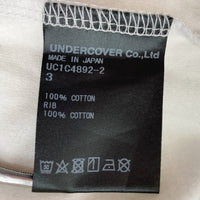 UNDERCOVER Co.,Ltd
MADE IN JAPAN
UC1C4892-2
3
100% COTTON
RIB
100% COTTON